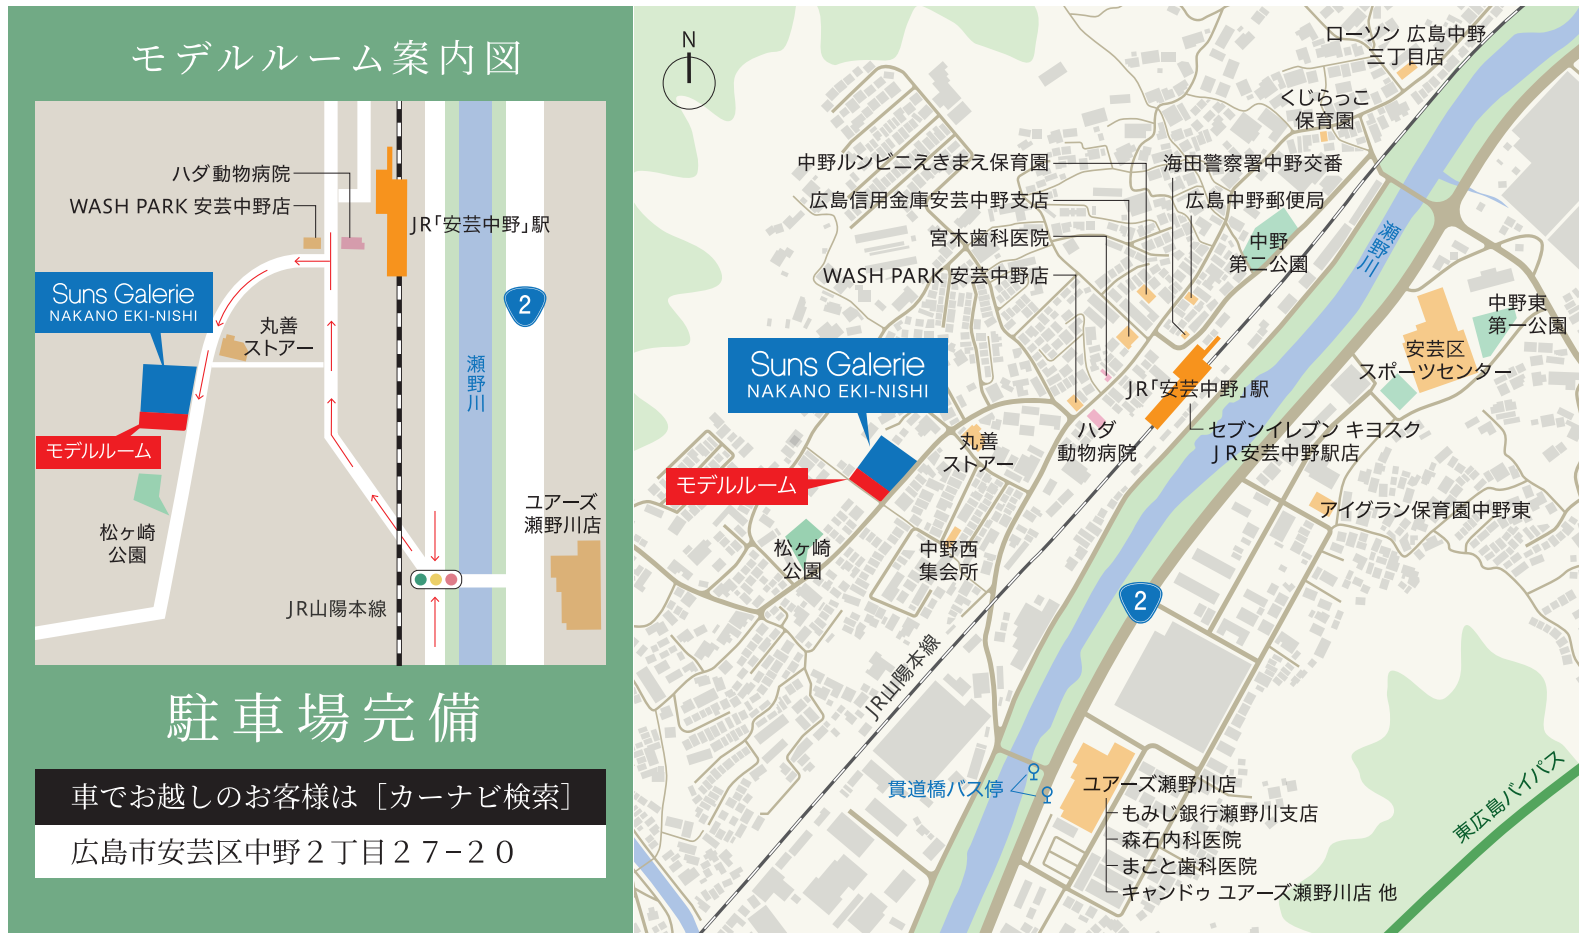 モデルルーム案内図
ハダ動物病院
WASH PARK 安芸中野店
JR「安芸中野」駅
Suns Galerie
NAKANO EKI-NISHI
2
丸善
ストアー
瀬野川
モデルルーム
ユアーズ
瀬野川店
松ヶ崎
公園
JR山陽本線
駐車場完備
車でお越しのお客様は［カーナビ検索］
広島市安芸区中野２丁目２７−２０
N
ローソン 広島中野
三丁目店
くじらっこ
保育園
中野ルンビニえきまえ保育園
海田警察署中野交番
広島信用金庫安芸中野支店
広島中野郵便局
宮木歯科医院
中野
第二公園
瀬野川
WASH PARK 安芸中野店
中野東
第一公園
安芸区
スポーツセンター
Suns Galerie
NAKANO EKI-NISHI
JR「安芸中野」駅
セブンイレブン キヨスク
ＪＲ安芸中野駅店
ハダ
動物病院
丸善
ストアー
モデルルーム
アイグラン保育園中野東
松ヶ崎
公園
中野西
集会所
2
JR山陽本線
貫道橋バス停
ユアーズ瀬野川店
もみじ銀行瀬野川支店
森石内科医院
まこと歯科医院
キャンドゥ ユアーズ瀬野川店 他
東広島バイパス